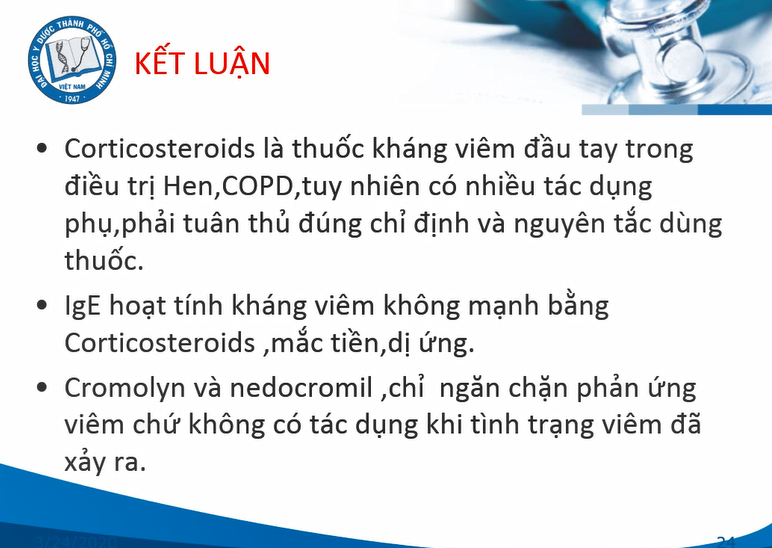 ĐẠI HỌC Y DƯỢC THÀNH PHỐ HỒ CHÍ MINH
VIỆT NAM
1947
KẾT LUẬN
• Corticosteroids là thuốc kháng viêm đầu tay trong
điều trị Hen,COPD,tuy nhiên có nhiều tác dụng
phụ,phải tuân thủ đúng chỉ định và nguyên tắc dùng
thuốc.
• IgE hoạt tính kháng viêm không mạnh bằng
Corticosteroids ,mắc tiền,dị ứng.
• Cromolyn và nedocromil ,chỉ  ngăn chặn phản ứng
viêm chứ không có tác dụng khi tình trạng viêm đã
xảy ra.
3/24/2020
34